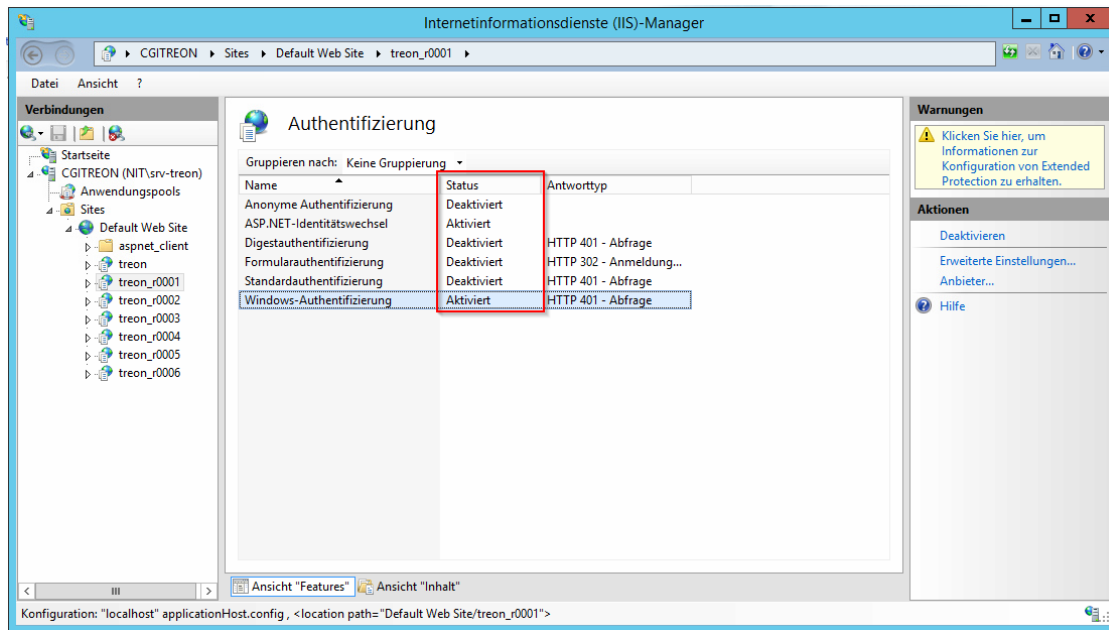 Internetinformationsdienste (IIS)-Manager
CGITREON Sites Default Web Site treon_r0001
Datei Ansicht ?
Verbindungen
Startseite
CGITREON (NIT\srv-treon)
Anwendungspools
Sites
Default Web Site
aspnet_client
treon
treon_r0001
treon_r0002
treon_r0003
treon_r0004
treon_r0005
treon_r0006
Authentifizierung
Gruppieren nach: Keine Gruppierung
Name Status Antworttyp
Anonyme Authentifizierung Deaktiviert
ASP.NET-Identitätswechsel Aktiviert
Digestauthentifizierung Deaktiviert HTTP 401 - Abfrage
Formularauthentifizierung Deaktiviert HTTP 302 - Anmeldung...
Standardauthentifizierung Deaktiviert HTTP 401 - Abfrage
Windows-Authentifizierung Aktiviert HTTP 401 - Abfrage
Ansicht "Features" Ansicht "Inhalt"
Warnungen
Klicken Sie hier, um
Informationen zur
Konfiguration von Extended
Protection zu erhalten.
Aktionen
Deaktivieren
Erweiterte Einstellungen...
Anbieter...
Hilfe
Konfiguration: "localhost" applicationHost.config , <location path="Default Web Site/treon_r0001">